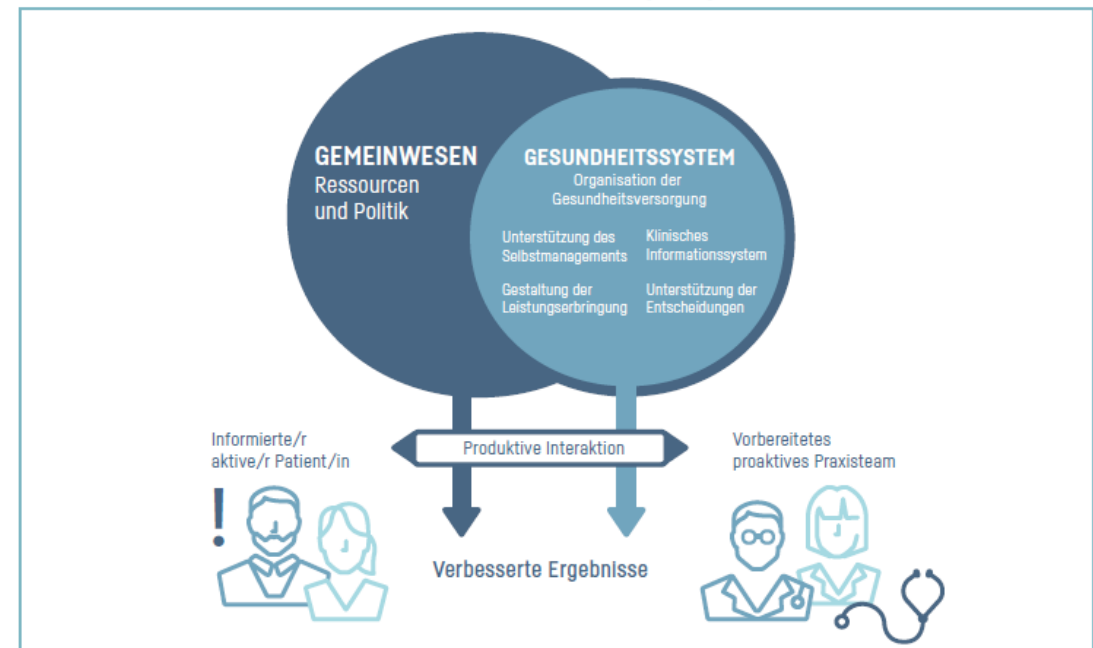 GEMEINWESEN
Ressourcen
und Politik
GESUNDHEITSSYSTEM
Organisation der
Gesundheitsversorgung
Unterstützung des
Selbstmanagements
Klinisches
Informationssystem
Gestaltung der
Leistungserbringung
Unterstützung der
Entscheidungen
Informierte/r
aktive/r Patient/in
Produktive Interaktion
Vorbereitetes
proaktives Praxisteam
!
Verbesserte Ergebnisse